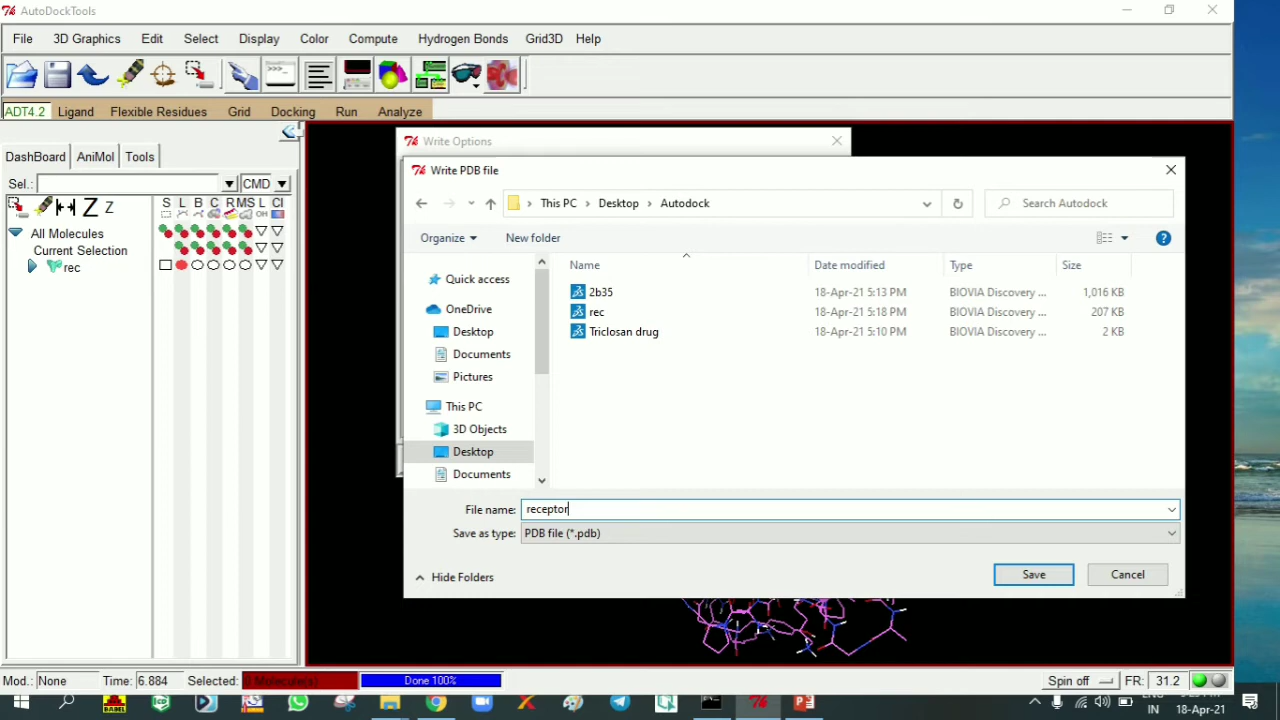 AutoDockTools
File 3D Graphics Edit Select Display Color Compute Hydrogen Bonds Grid3D Help
ADT4.2 Ligand Flexible Residues Grid Docking Run Analyze
DashBoard AniMol Tools
Sel.: CMD
S L B C R MS L Cl
All Molecules
Current Selection
rec
Write Options
Write PDB file
This PC Desktop Autodock
Search Autodock
Organize New folder
Name Date modified Type Size
2b35 18-Apr-21 5:13 PM BIOVIA Discovery ... 1,016 KB
rec 18-Apr-21 5:18 PM BIOVIA Discovery ... 207 KB
Triclosan drug 18-Apr-21 5:10 PM BIOVIA Discovery ... 2 KB
Quick access
OneDrive
Desktop
Documents
Pictures
This PC
3D Objects
Desktop
Documents
File name: receptor
Save as type: PDB file (*.pdb)
Hide Folders Save Cancel
Mod.: None Time: 6.884 Selected: 0 Molecule(s) Done 100% Spin off FR: 31.2
BABEL
IN 18-Apr-21